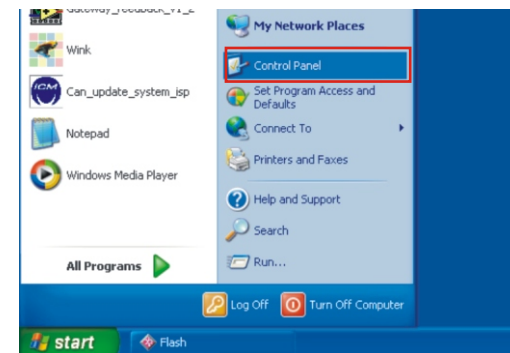 My Network Places
Wink
Control Panel
Can_update_system_isp
Set Program Access and
Defaults
Notepad
Connect To
Printers and Faxes
Windows Media Player
Help and Support
Search
All Programs
Run...
Log Off
Turn Off Computer
start
Flash